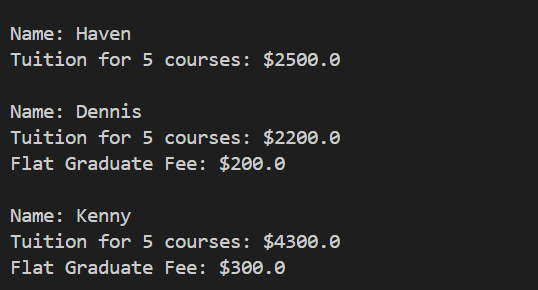 Name: Haven
Tuition for 5 courses: $2500.0
Name: Dennis
Tuition for 5 courses: $2200.0
Flat Graduate Fee: $200.0
Name: Kenny
Tuition for 5 courses: $4300.0
Flat Graduate Fee: $300.0